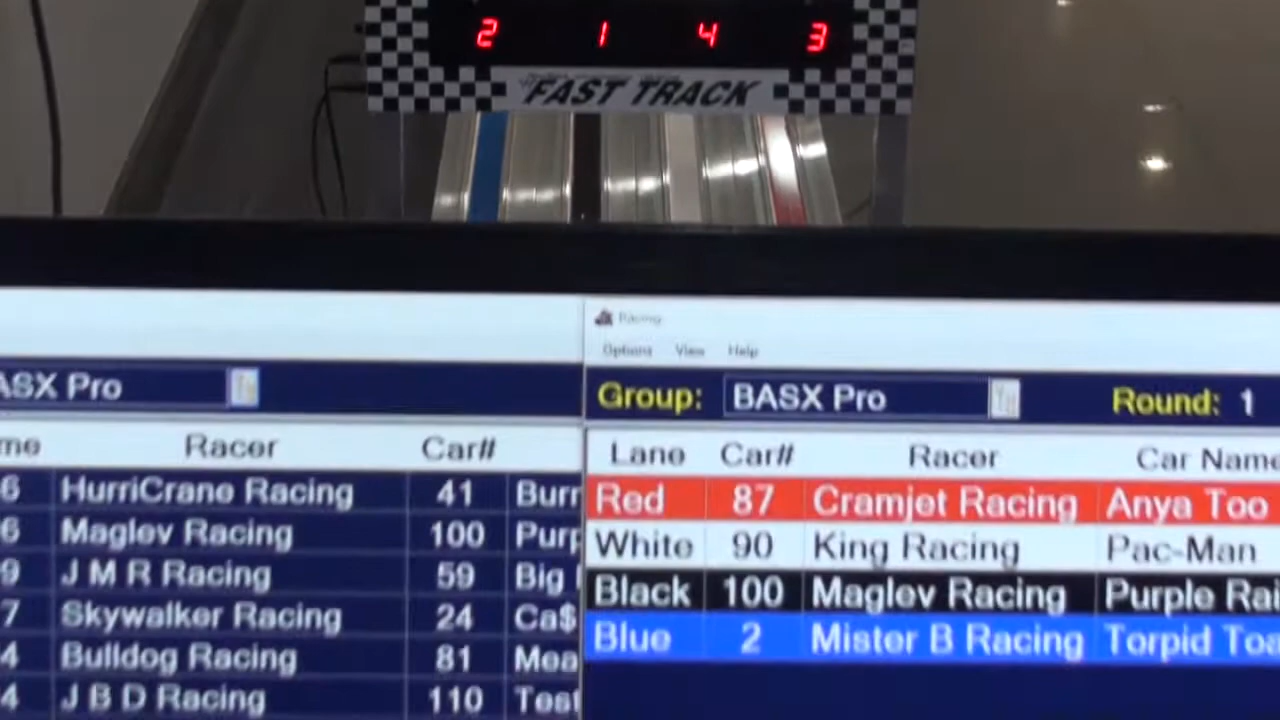 2 1 4 3
FAST TRACK
Racing
Options View Help
ASX Pro
Group: BASX Pro Round: 1
me Racer Car#
6 HurriCrane Racing 41 Burr
6 Maglev Racing 100 Purp
9 J M R Racing 59 Big
7 Skywalker Racing 24 Ca$
4 Bulldog Racing 81 Mea
4 J B D Racing 110 Test
Lane Car# Racer Car Name
Red 87 Cramjet Racing Anya Too
White 90 King Racing Pac-Man
Black 100 Maglev Racing Purple Rai
Blue 2 Mister B Racing Torpid Toa